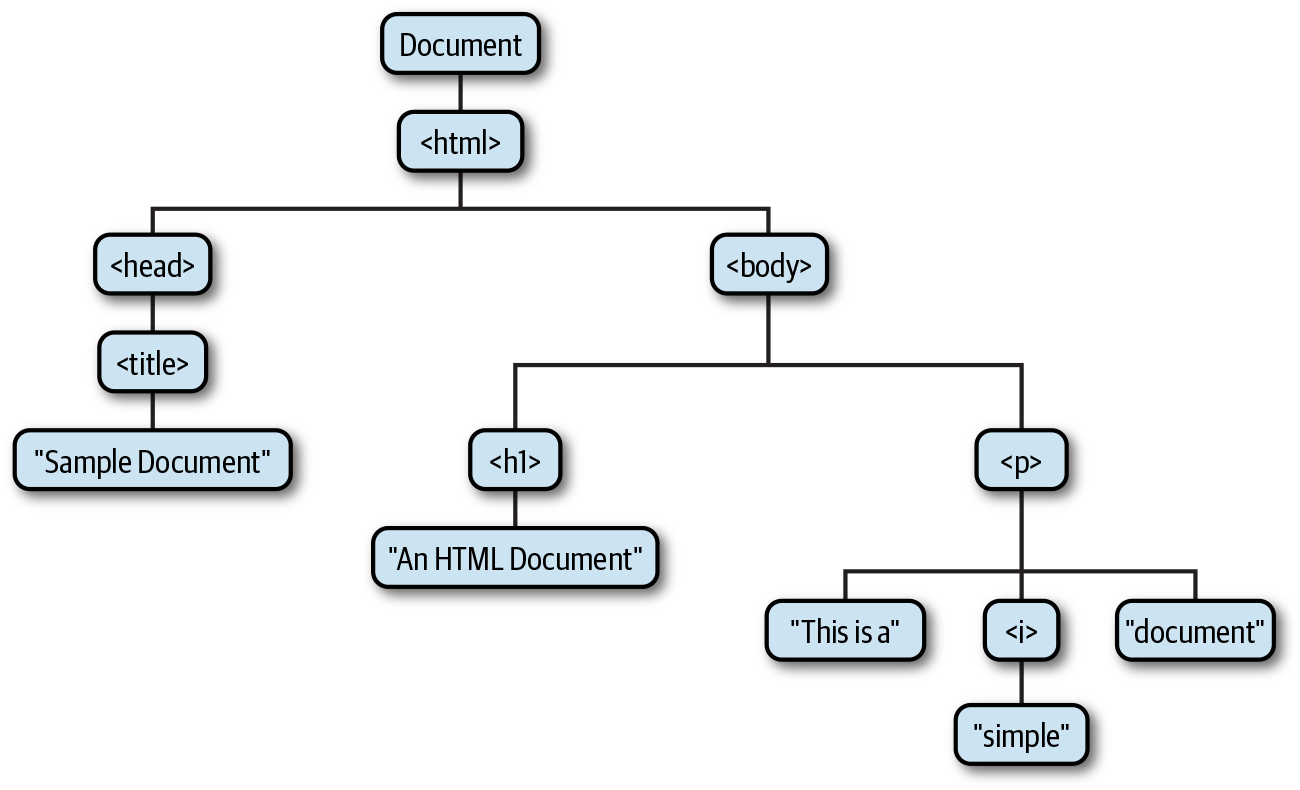 Document
<html>
<head>
<body>
<title>
"Sample Document"
<h1>
<p>
"An HTML Document"
"This is a"
<i>
"document"
"simple"